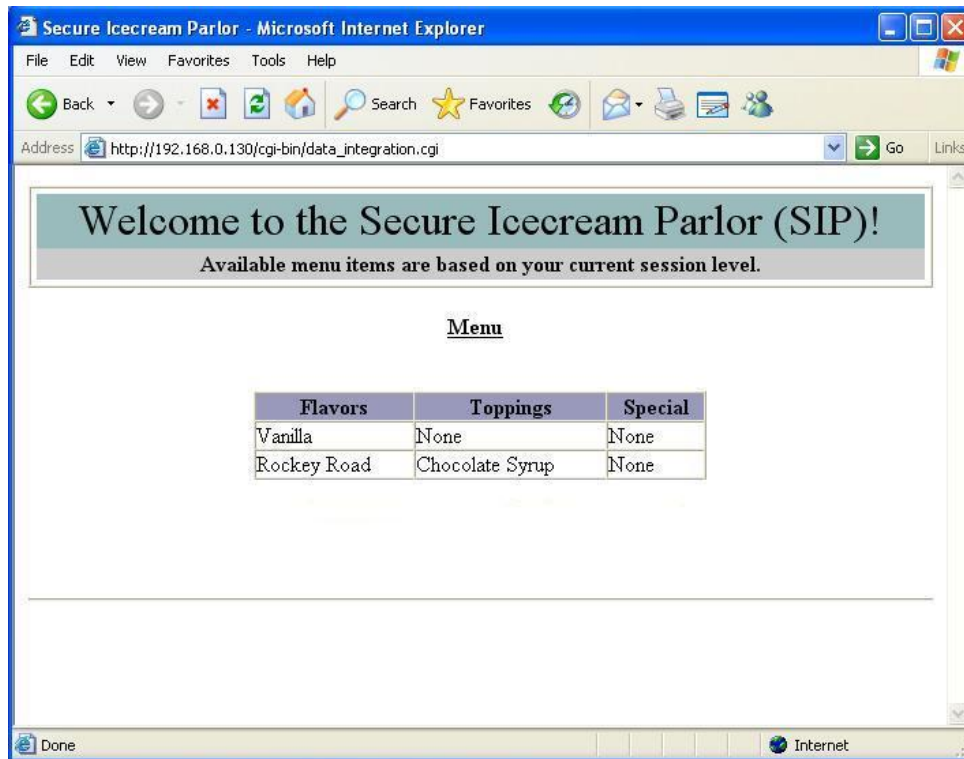 Secure Icecream Parlor - Microsoft Internet Explorer
File Edit View Favorites Tools Help
Back Search Favorites
Address http://192.168.0.130/cgi-bin/data_integration.cgi Go Links
Welcome to the Secure Icecream Parlor (SIP)!
Available menu items are based on your current session level.
Menu
Flavors Toppings Special
Vanilla None None
Rockey Road Chocolate Syrup None
Done Internet